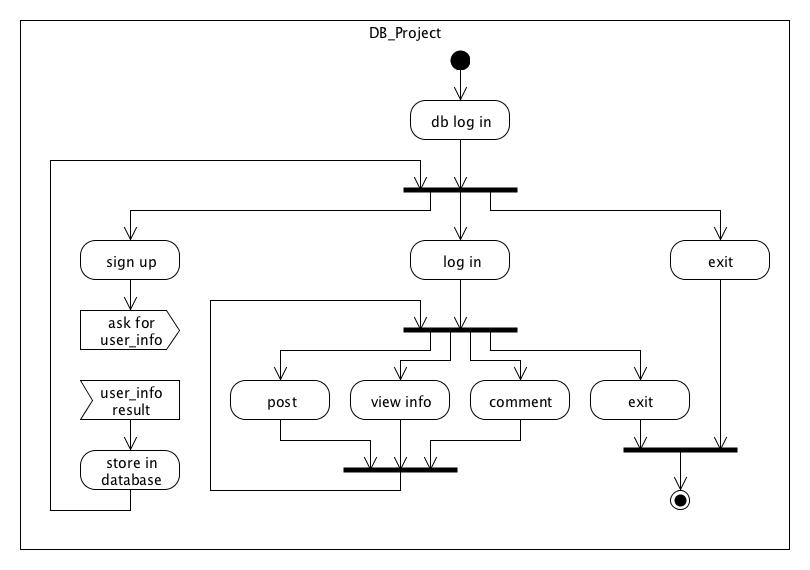 DB_Project
db log in
sign up
log in
exit
ask for
user_info
user_info
result
post
view info
comment
exit
store in
database